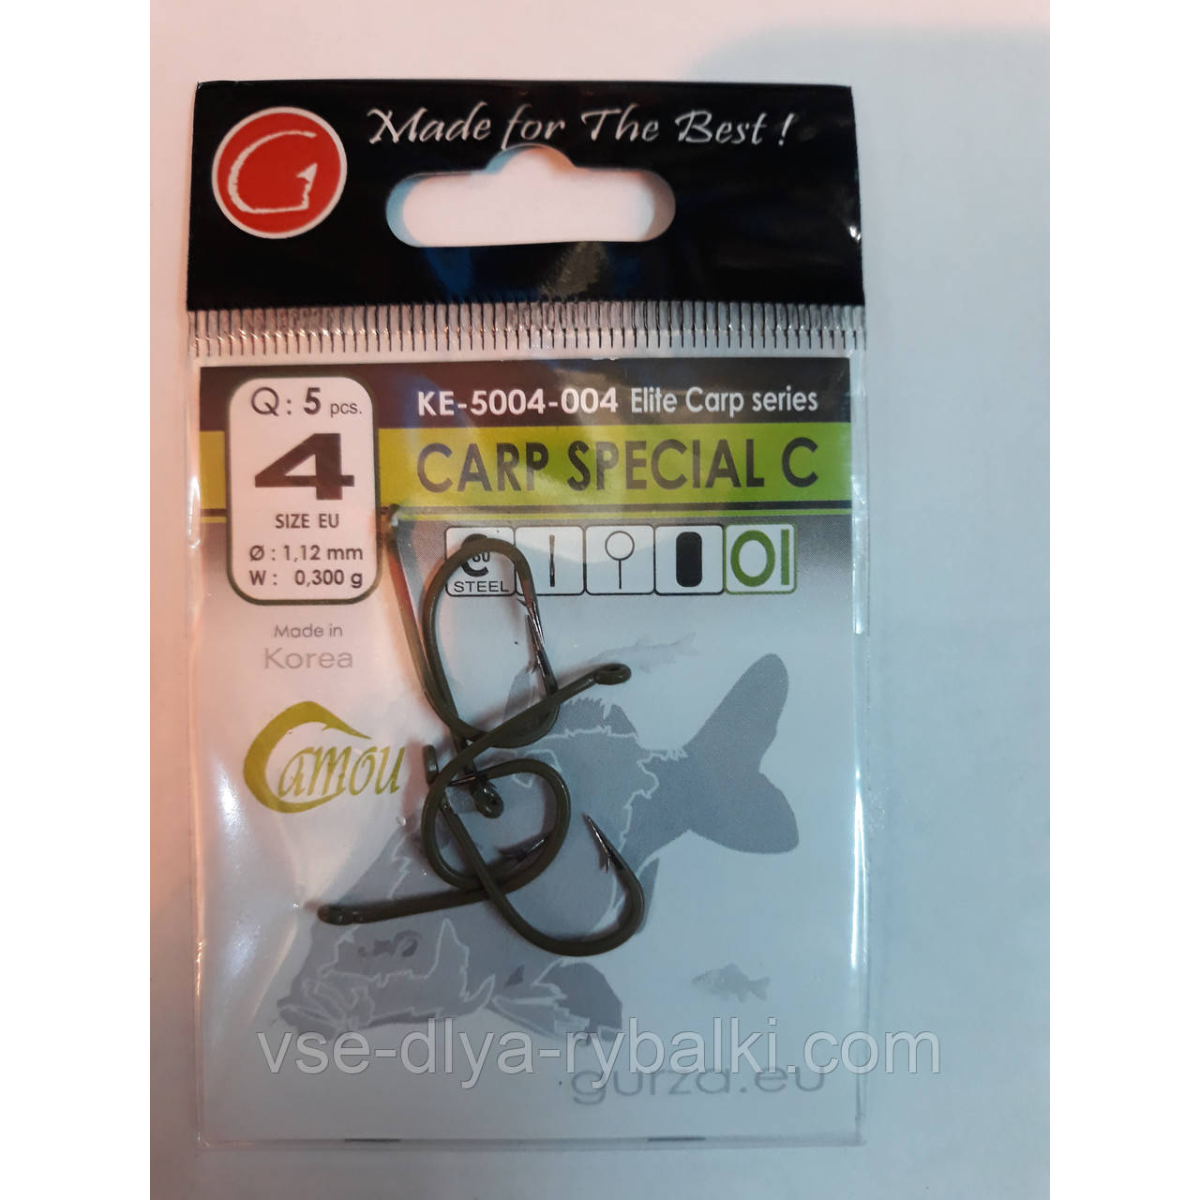 Made for The Best !
Q: 5 pcs.
4
SIZE EU
Ø: 1,12 mm
W: 0,300 g
KE-5004-004 Elite Carp series
CARP SPECIAL C
80
STEEL
Made in
Korea
Camou
vse-dlya-rybalki.com
gurza.eu